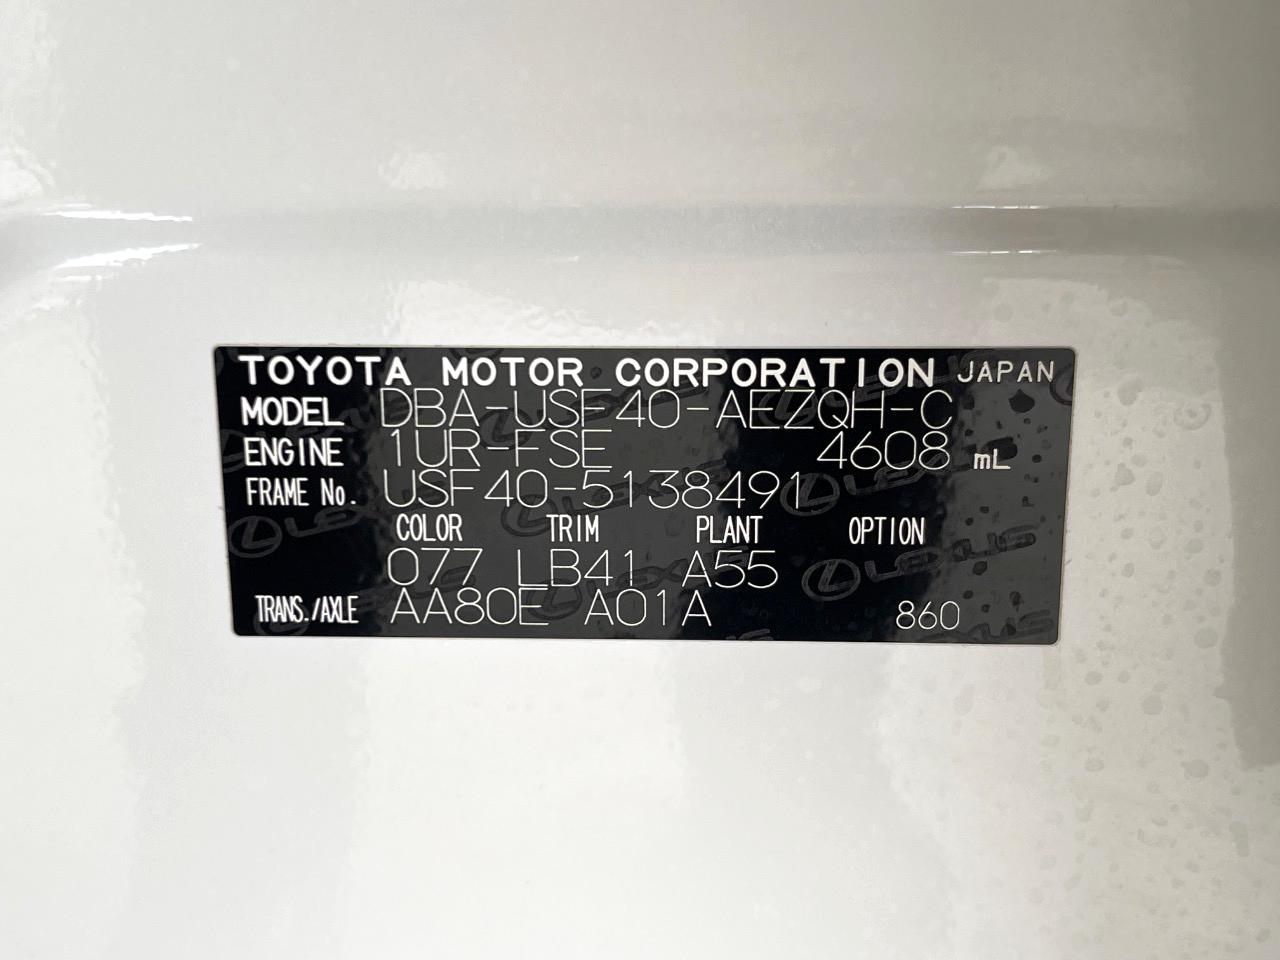 TOYOTA MOTOR CORPORATION JAPAN
MODEL DBA-USF40-AEZQH-C
ENGINE 1UR-FSE 4608 mL
FRAME No. USF40-5138491
COLOR TRIM PLANT OPTION
077 LB41 A55
TRANS./AXLE AA80E A01A 860